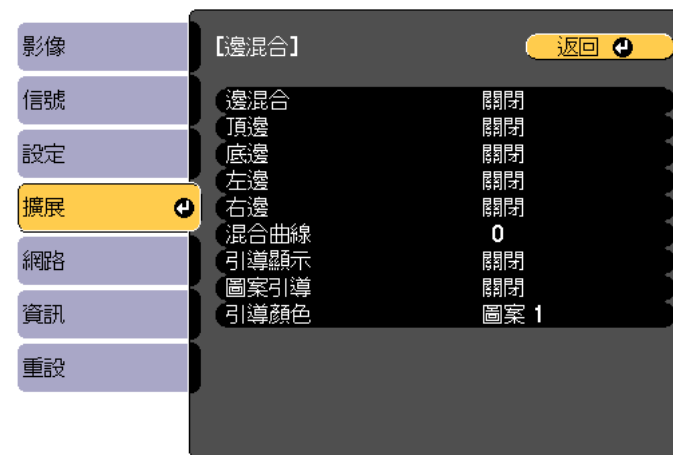 影像
信號
設定
擴展
網路
資訊
重設
[邊混合]
返回
邊混合 關閉
頂邊 關閉
底邊 關閉
左邊 關閉
右邊 關閉
混合曲線 0
引導顯示 關閉
圖案引導 關閉
引導顏色 圖案 1